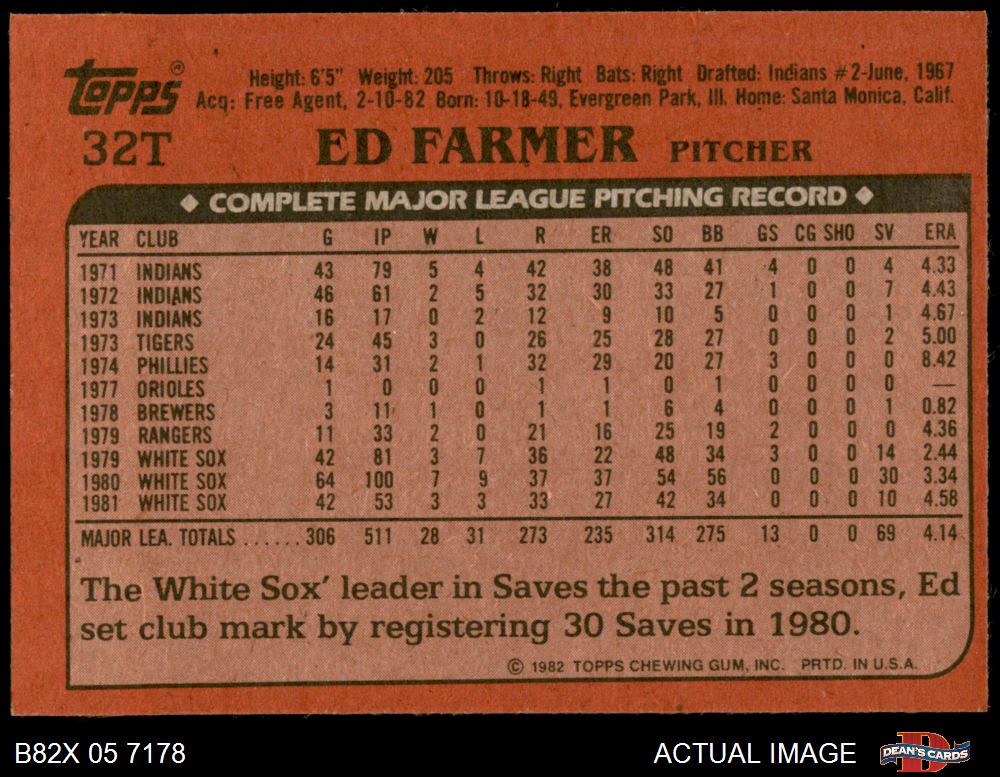 topps® Height: 6'5" Weight: 205 Throws: Right Bats: Right Drafted: Indians #2-June, 1967
Acq: Free Agent, 2-10-82 Born: 10-18-49, Evergreen Park, Ill. Home: Santa Monica, Calif.
32T ED FARMER PITCHER
◆ COMPLETE MAJOR LEAGUE PITCHING RECORD ◆
YEAR CLUB G IP W L R ER SO BB GS CG SHO SV ERA
1971 INDIANS 43 79 5 4 42 38 48 41 4 0 0 4 4.33
1972 INDIANS 46 61 2 5 32 30 33 27 1 0 0 7 4.43
1973 INDIANS 16 17 0 2 12 9 10 5 0 0 0 1 4.67
1973 TIGERS 24 45 3 0 26 25 28 27 0 0 0 2 5.00
1974 PHILLIES 14 31 2 1 32 29 20 27 3 0 0 0 8.42
1977 ORIOLES 1 0 0 0 1 1 0 1 0 0 0 0 —
1978 BREWERS 3 11 1 0 1 1 6 4 0 0 0 1 0.82
1979 RANGERS 11 33 2 0 21 16 25 19 2 0 0 0 4.36
1979 WHITE SOX 42 81 3 7 36 22 48 34 3 0 0 14 2.44
1980 WHITE SOX 64 100 7 9 37 37 54 56 0 0 0 30 3.34
1981 WHITE SOX 42 53 3 3 33 27 42 34 0 0 0 10 4.58
MAJOR LEA. TOTALS ...... 306 511 28 31 273 235 314 275 13 0 0 69 4.14
The White Sox' leader in Saves the past 2 seasons, Ed
set club mark by registering 30 Saves in 1980.
© 1982 TOPPS CHEWING GUM, INC. PRTD. IN U.S.A.
B82X 05 7178 ACTUAL IMAGE DEAN'S CARDS